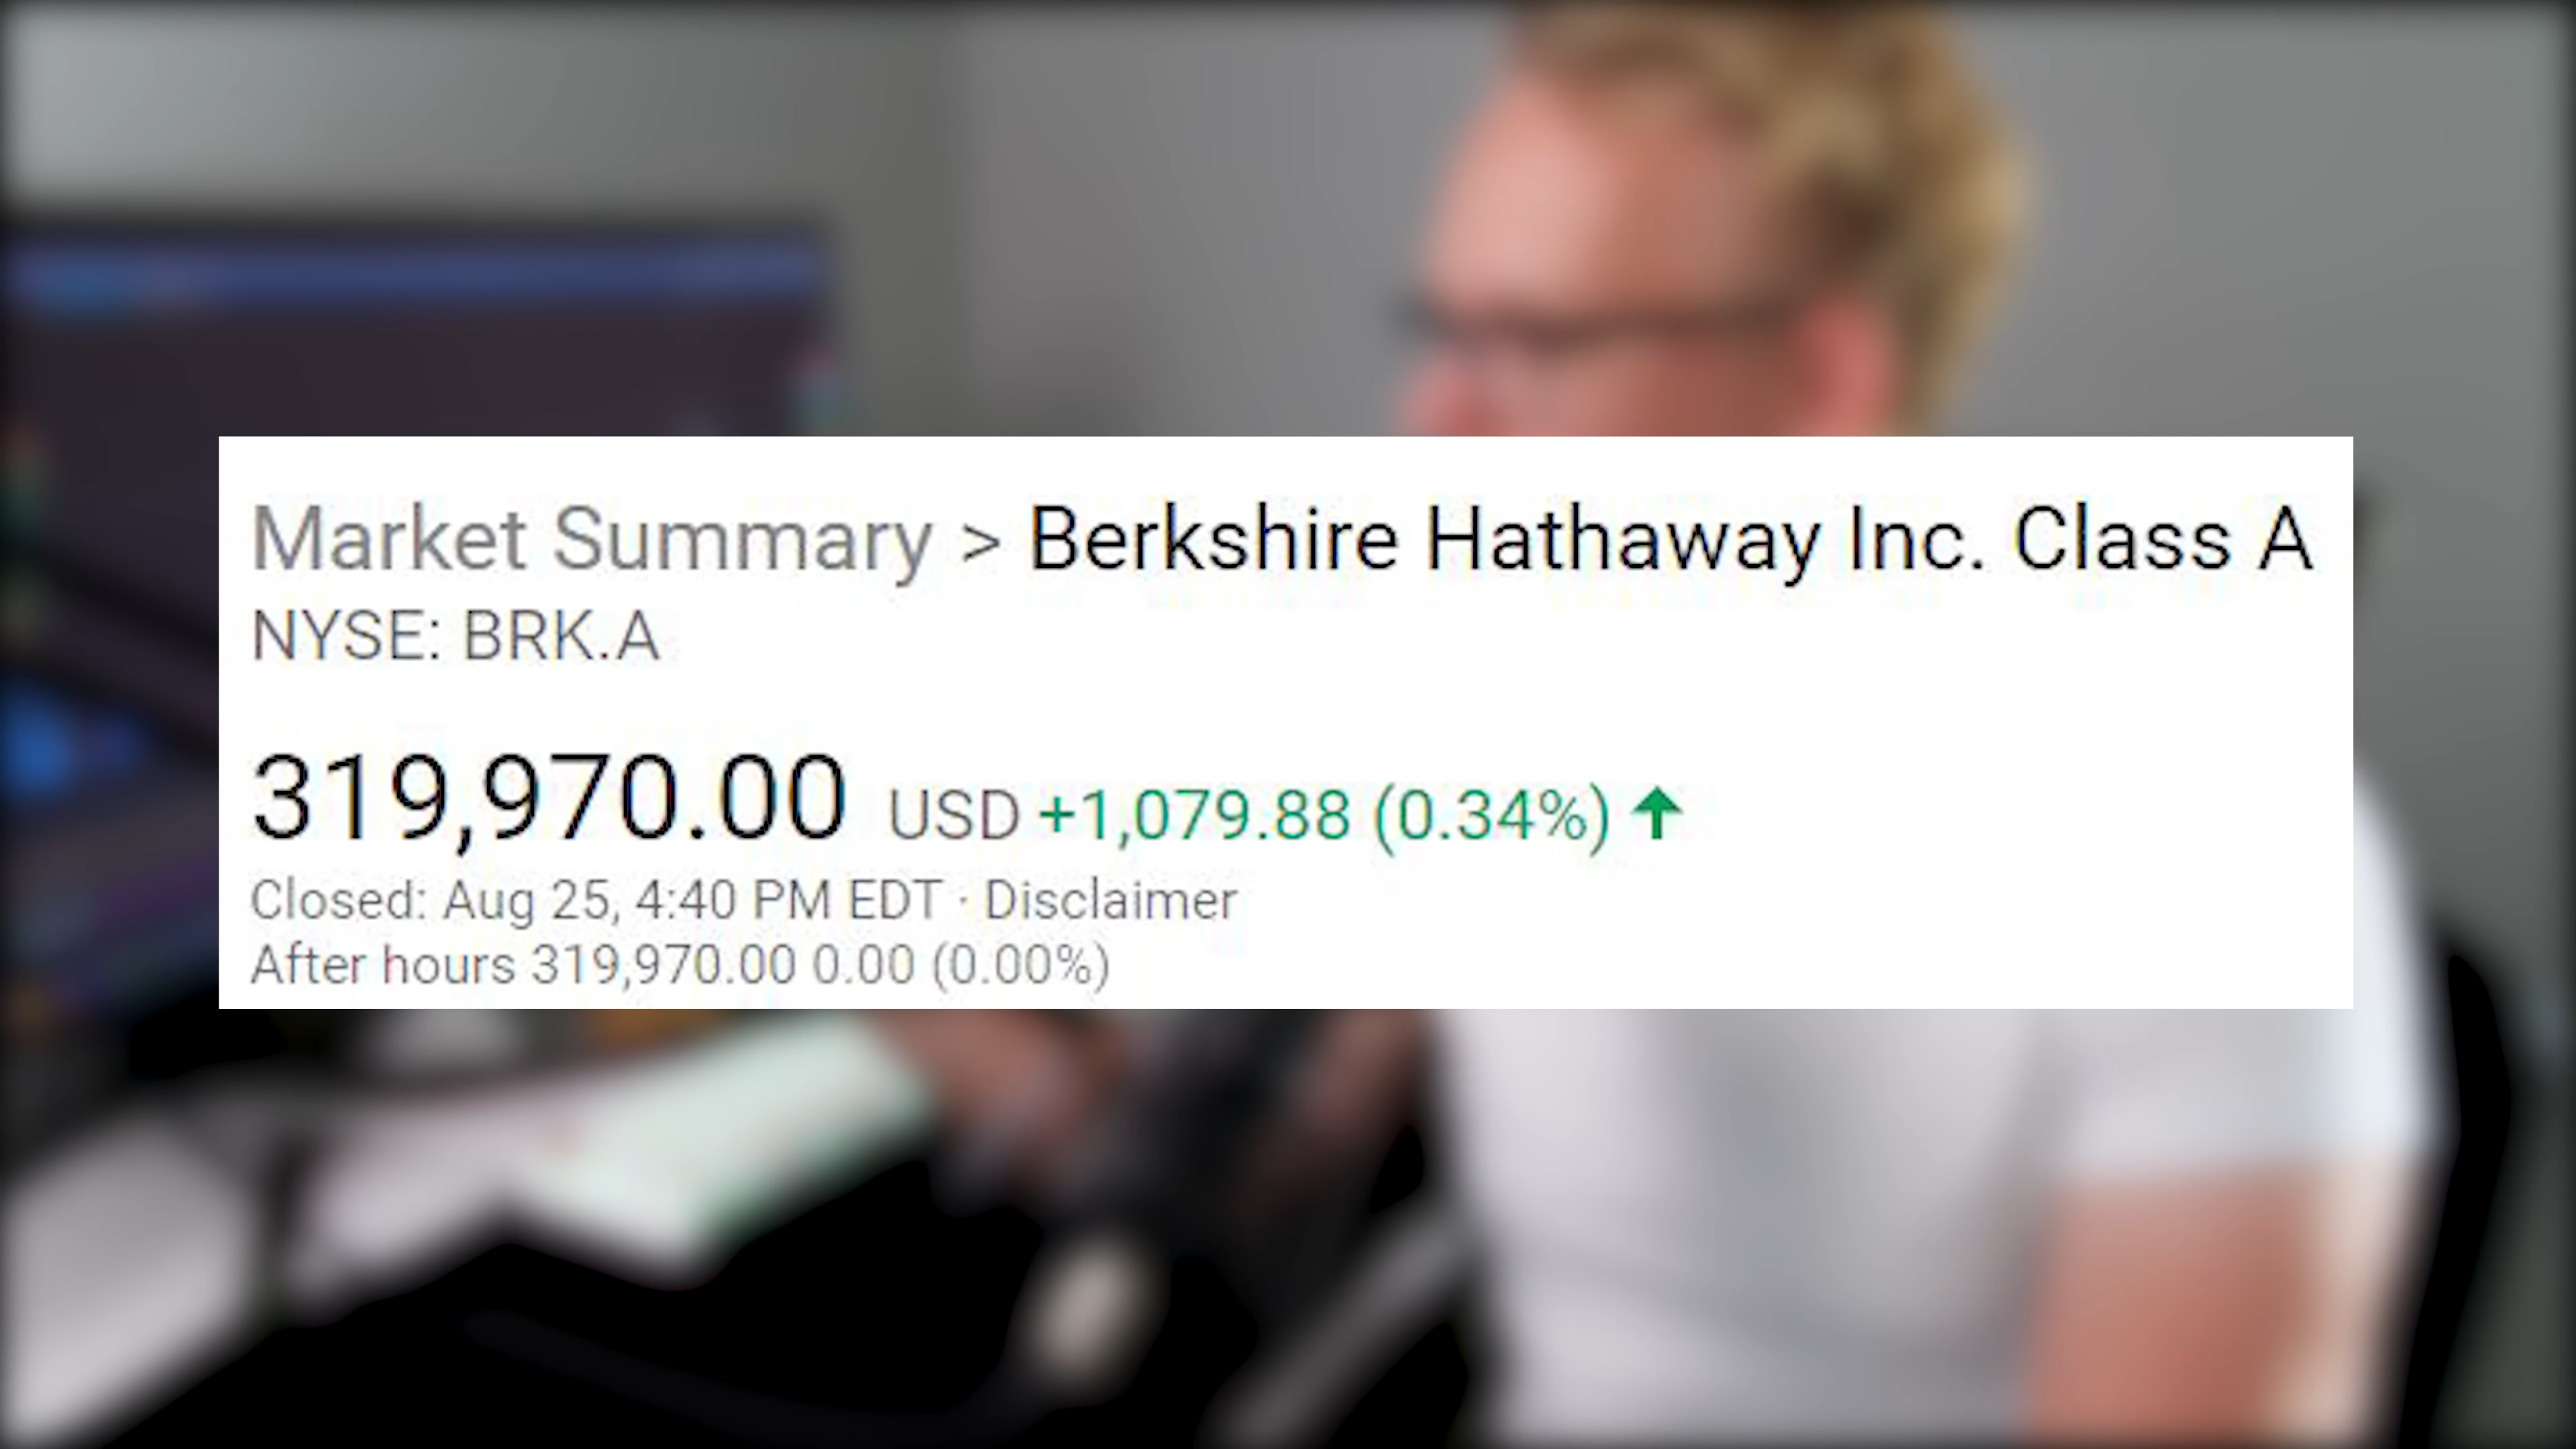 Market Summary > Berkshire Hathaway Inc. Class A
NYSE: BRK.A
319,970.00 USD +1,079.88 (0.34%) ↑
Closed: Aug 25, 4:40 PM EDT · Disclaimer
After hours 319,970.00 0.00 (0.00%)